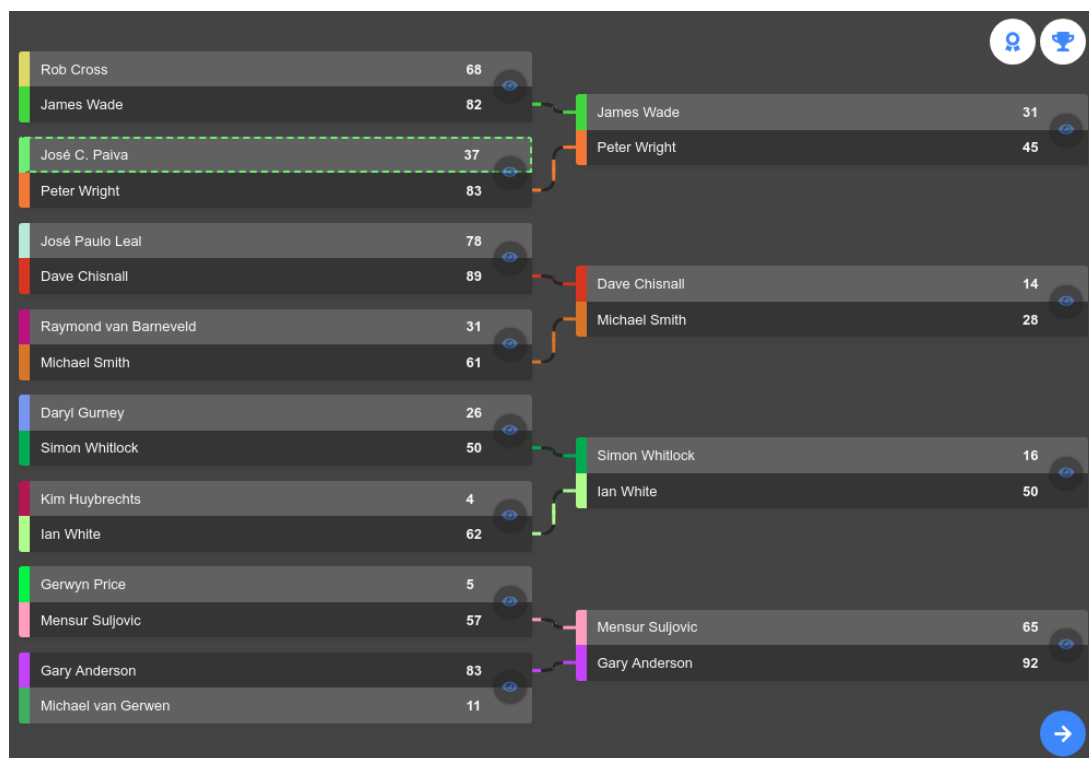 Rob Cross 68
James Wade 82
José C. Paiva 37
Peter Wright 83
José Paulo Leal 78
Dave Chisnall 89
Raymond van Barneveld 31
Michael Smith 61
Daryl Gurney 26
Simon Whitlock 50
Kim Huybrechts 4
Ian White 62
Gerwyn Price 5
Mensur Suljovic 57
Gary Anderson 83
Michael van Gerwen 11
James Wade 31
Peter Wright 45
Dave Chisnall 14
Michael Smith 28
Simon Whitlock 16
Ian White 50
Mensur Suljovic 65
Gary Anderson 92